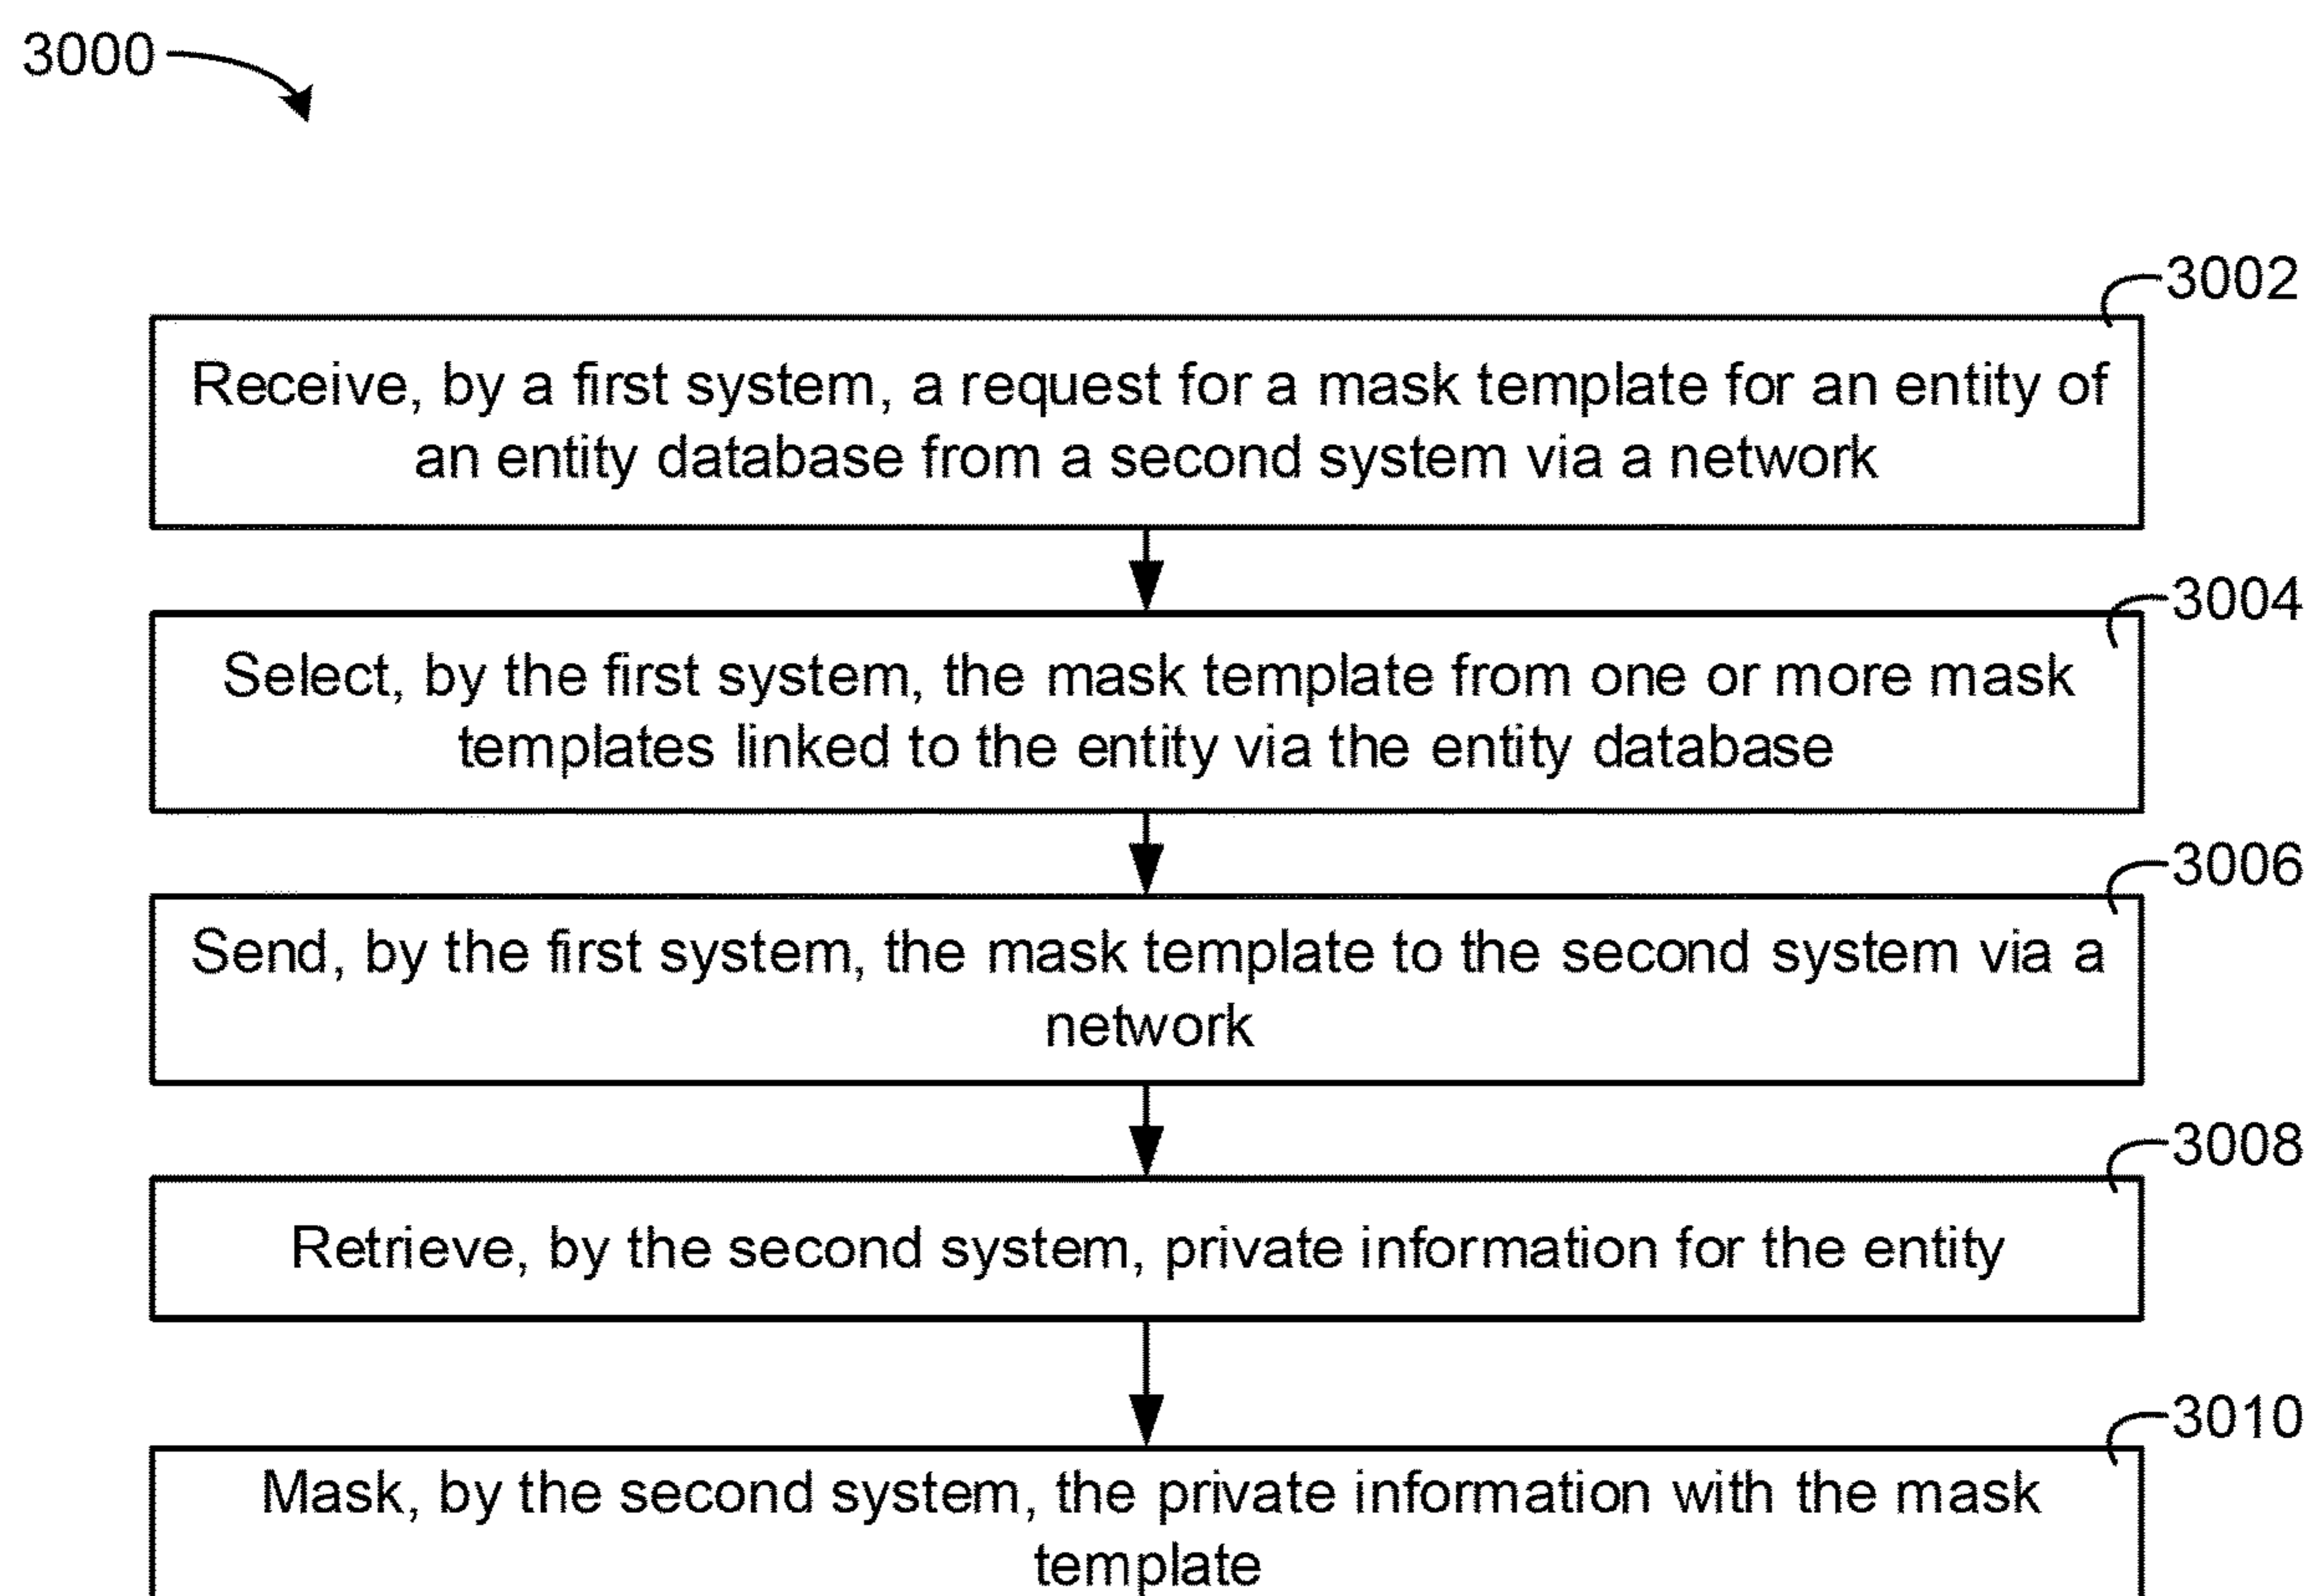 3000
3002
Receive, by a first system, a request for a mask template for an entity of
an entity database from a second system via a network
3004
Select, by the first system, the mask template from one or more mask
templates linked to the entity via the entity database
3006
Send, by the first system, the mask template to the second system via a
network
3008
Retrieve, by the second system, private information for the entity
3010
Mask, by the second system, the private information with the mask
template